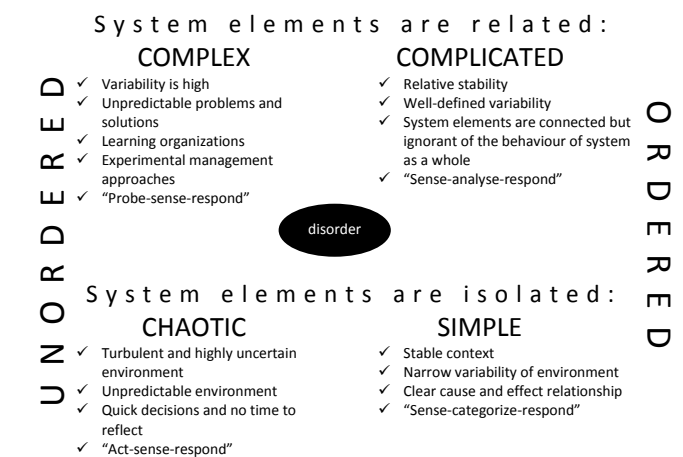 System elements are related:
COMPLEX
✓ Variability is high
✓ Unpredictable problems and
solutions
✓ Learning organizations
✓ Experimental management
approaches
✓ “Probe-sense-respond”
COMPLICATED
✓ Relative stability
✓ Well-defined variability
✓ System elements are connected but
ignorant of the behaviour of system
as a whole
✓ “Sense-analyse-respond”
UNORDERED
disorder
ORDERED
System elements are isolated:
CHAOTIC
✓ Turbulent and highly uncertain
environment
✓ Unpredictable environment
✓ Quick decisions and no time to
reflect
✓ “Act-sense-respond”
SIMPLE
✓ Stable context
✓ Narrow variability of environment
✓ Clear cause and effect relationship
✓ “Sense-categorize-respond”